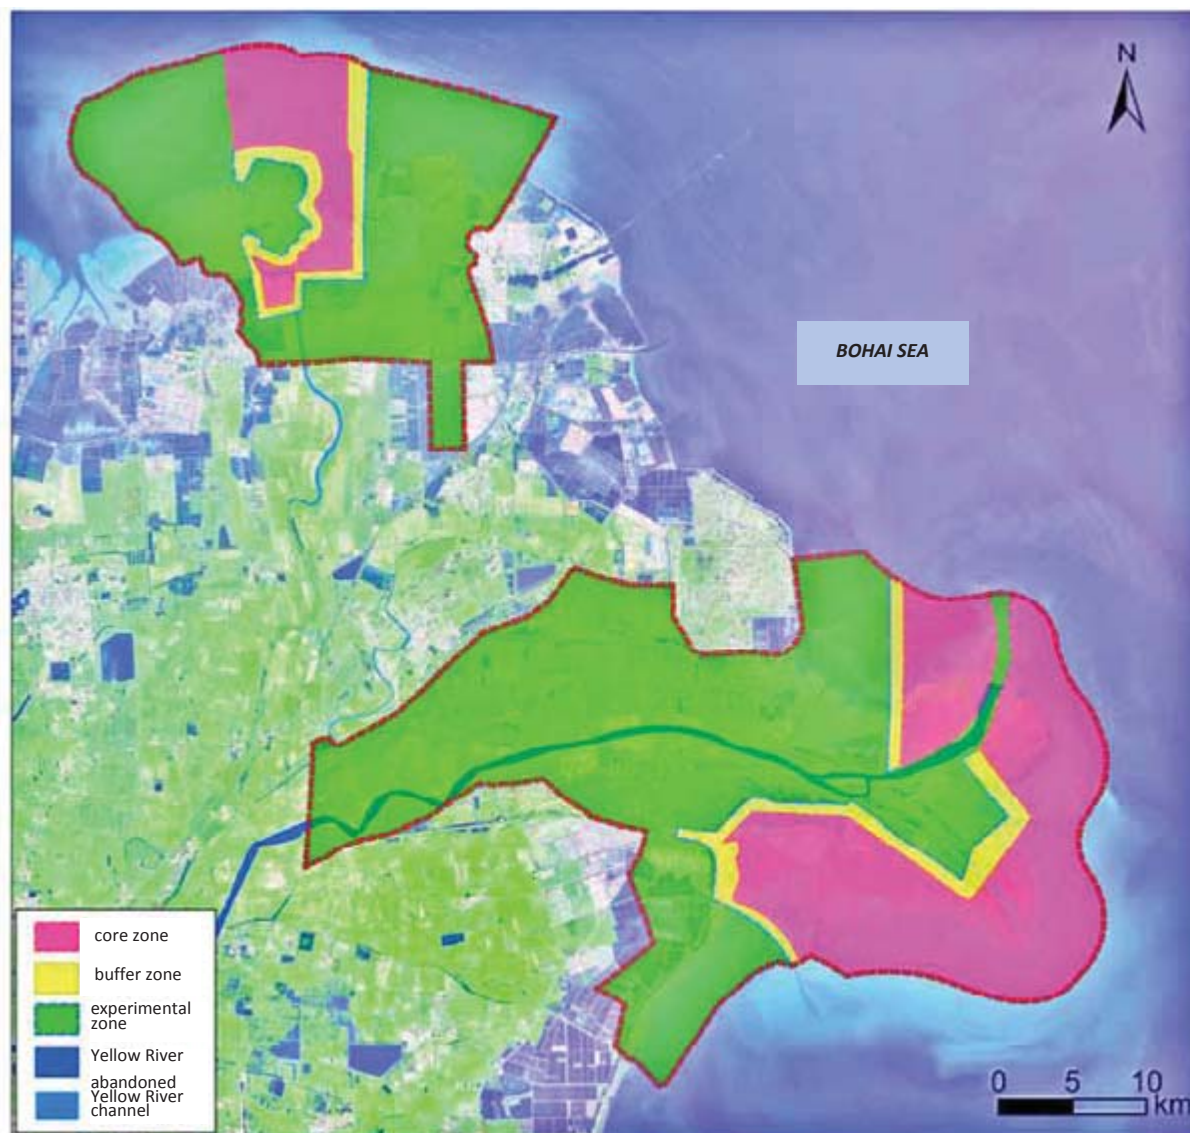 N
BOHAI SEA
core zone
buffer zone
experimental
zone
Yellow River
abandoned
Yellow River
channel
0 5 10
km